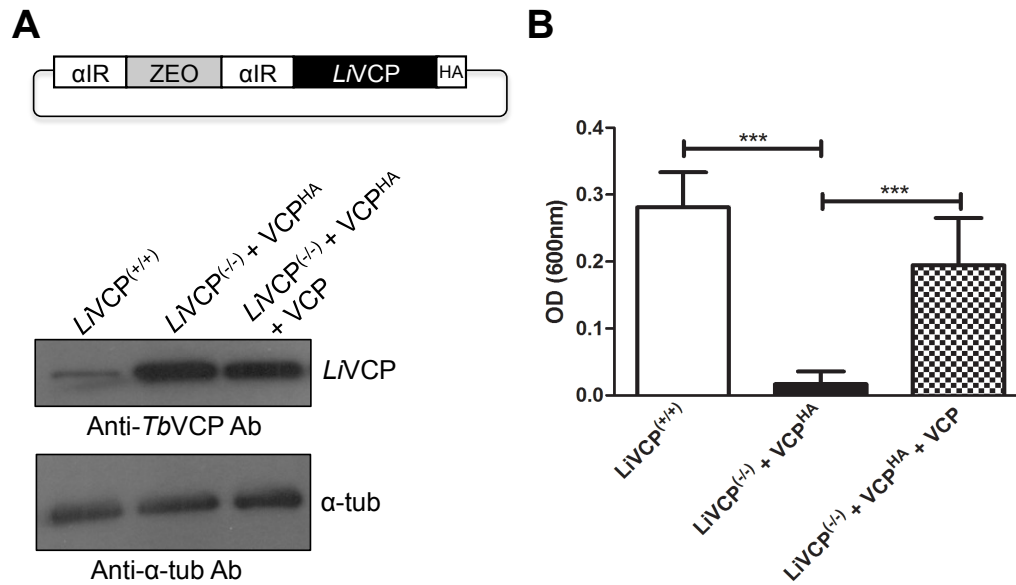 A
αIR ZEO αIR LiVCP HA
LiVCP(+/+)
LiVCP(-/-) + VCPHA
LiVCP(-/-) + VCPHA
+ VCP
LiVCP
Anti-TbVCP Ab
α-tub
Anti-α-tub Ab
B
OD (600nm)
0.4
0.3
0.2
0.1
0.0
***
***
LiVCP(+/+)
LiVCP(-/-) + VCPHA
LiVCP(-/-) + VCPHA + VCP